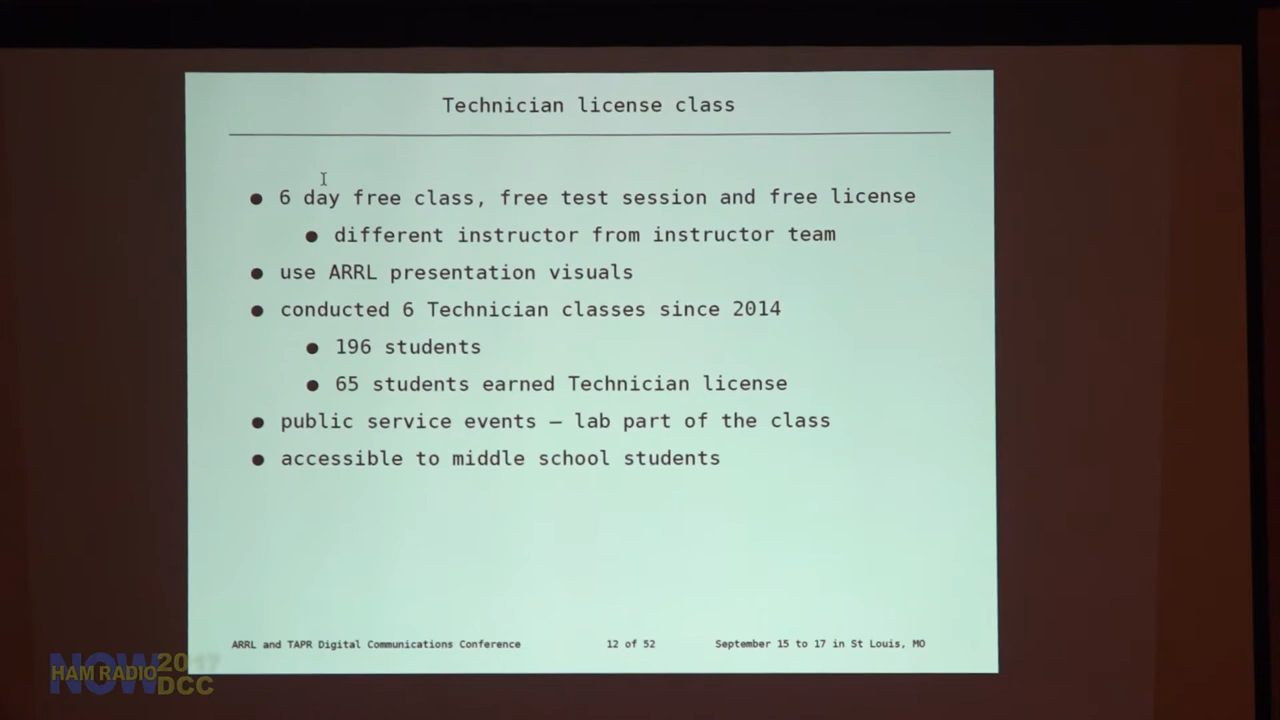 Technician license class
● 6 day free class, free test session and free license
● different instructor from instructor team
● use ARRL presentation visuals
● conducted 6 Technician classes since 2014
● 196 students
● 65 students earned Technician license
● public service events – lab part of the class
● accessible to middle school students
ARRL and TAPR Digital Communications Conference 12 of 52 September 15 to 17 in St Louis, MO
HAM RADIO NOW 2017 DCC